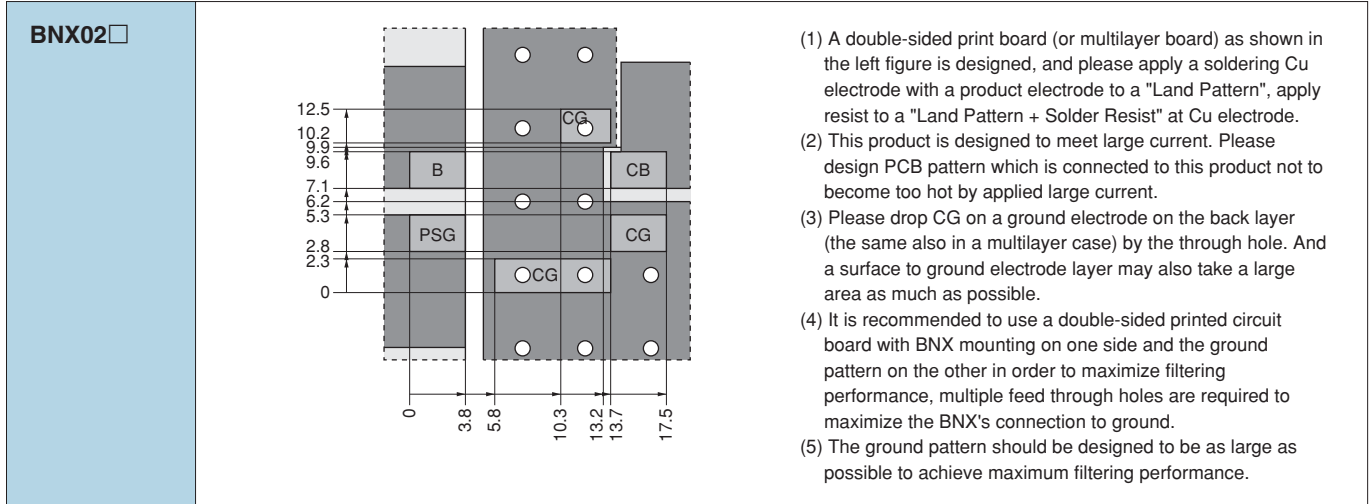 BNX02□
12.5
10.2
9.9
9.6
7.1
6.2
5.3
2.8
2.3
0
CG
B
CB
PSG
CG
CG
0
3.8
5.8
10.3
13.2
13.7
17.5
(1) A double-sided print board (or multilayer board) as shown in
the left figure is designed, and please apply a soldering Cu
electrode with a product electrode to a "Land Pattern", apply
resist to a "Land Pattern + Solder Resist" at Cu electrode.
(2) This product is designed to meet large current. Please
design PCB pattern which is connected to this product not to
become too hot by applied large current.
(3) Please drop CG on a ground electrode on the back layer
(the same also in a multilayer case) by the through hole. And
a surface to ground electrode layer may also take a large
area as much as possible.
(4) It is recommended to use a double-sided printed circuit
board with BNX mounting on one side and the ground
pattern on the other in order to maximize filtering
performance, multiple feed through holes are required to
maximize the BNX's connection to ground.
(5) The ground pattern should be designed to be as large as
possible to achieve maximum filtering performance.